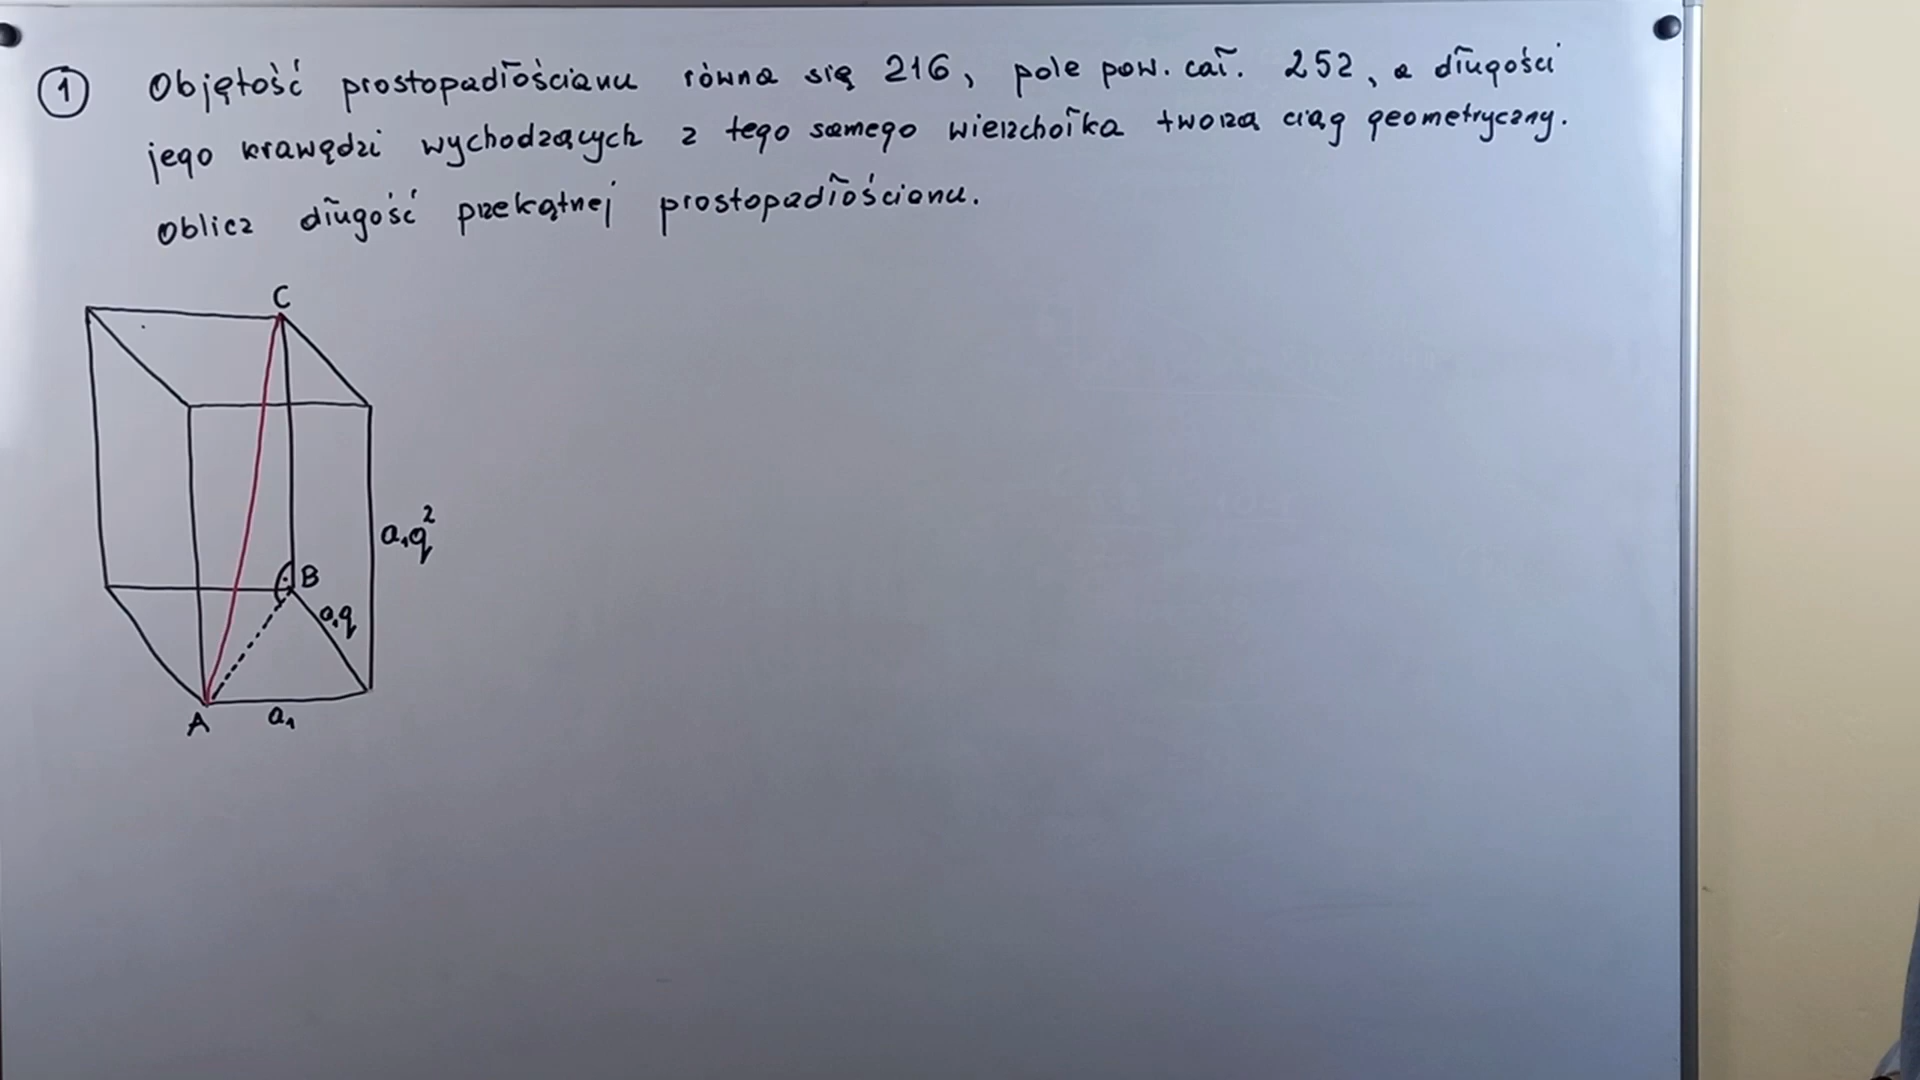 1 Objętość prostopadłościanu równa się 216, pole pow. cał. 252, a długości
jego krawędzi wychodzących z tego samego wierzchołka tworzą ciąg geometryczny.
Oblicz długość przekątnej prostopadłościanu.
C
a₁q²
B
a₁q
A a₁